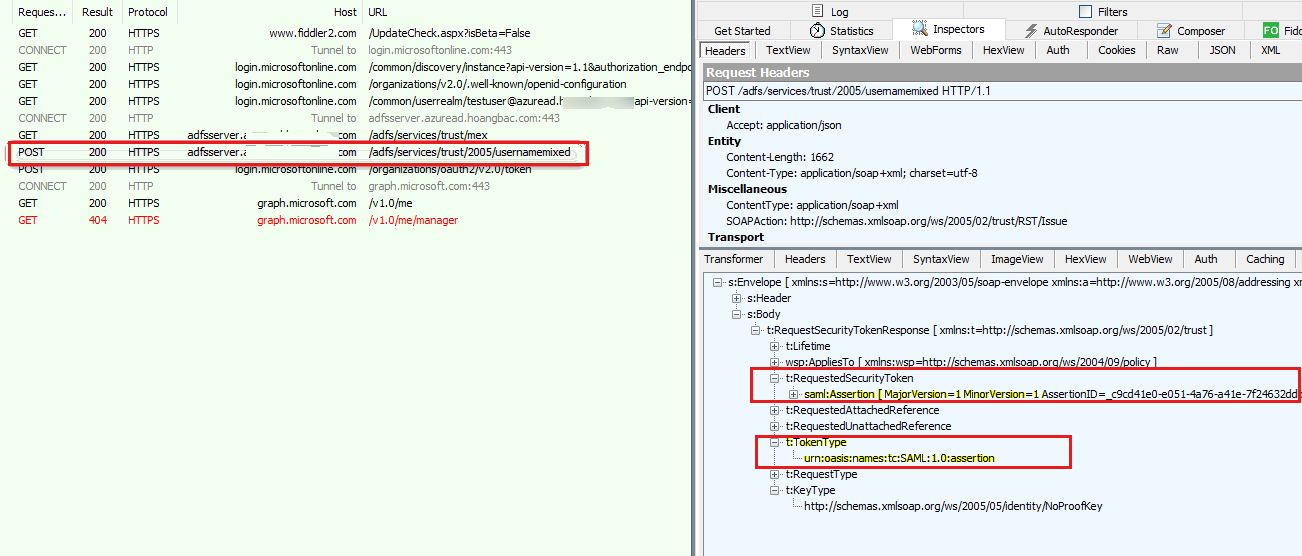 Reques... Result Protocol Host URL
GET 200 HTTPS www.fiddler2.com /UpdateCheck.aspx?isBeta=False
CONNECT 200 HTTP Tunnel to login.microsoftonline.com:443
GET 200 HTTPS login.microsoftonline.com /common/discovery/instance?api-version=1.1&authorization_endpo
GET 200 HTTPS login.microsoftonline.com /organizations/v2.0/.well-known/openid-configuration
GET 200 HTTPS login.microsoftonline.com /common/userrealm/testuser@azuread.h api-version=
CONNECT 200 HTTP Tunnel to adfsserver.azuread.hoangbac.com:443
GET 200 HTTPS adfsserver.a com /adfs/services/trust/mex
POST 200 HTTPS adfsserver.a com /adfs/services/trust/2005/usernamemixed
POST 200 HTTPS login.microsoftonline.com /organizations/oauth2/v2.0/token
CONNECT 200 HTTP Tunnel to graph.microsoft.com:443
GET 200 HTTPS graph.microsoft.com /v1.0/me
GET 404 HTTPS graph.microsoft.com /v1.0/me/manager
Log Filters
Get Started Statistics Inspectors AutoResponder Composer FO Fidd
Headers TextView SyntaxView WebForms HexView Auth Cookies Raw JSON XML
Request Headers
POST /adfs/services/trust/2005/usernamemixed HTTP/1.1
Client
Accept: application/json
Entity
Content-Length: 1662
Content-Type: application/soap+xml; charset=utf-8
Miscellaneous
ContentType: application/soap+xml
SOAPAction: http://schemas.xmlsoap.org/ws/2005/02/trust/RST/Issue
Transport
Transformer Headers TextView SyntaxView ImageView HexView WebView Auth Caching
s:Envelope [ xmlns:s=http://www.w3.org/2003/05/soap-envelope xmlns:a=http://www.w3.org/2005/08/addressing xm
s:Header
s:Body
t:RequestSecurityTokenResponse [ xmlns:t=http://schemas.xmlsoap.org/ws/2005/02/trust ]
t:Lifetime
wsp:AppliesTo [ xmlns:wsp=http://schemas.xmlsoap.org/ws/2004/09/policy ]
t:RequestedSecurityToken
saml:Assertion [ MajorVersion=1 MinorVersion=1 AssertionID=_c9cd41e0-e051-4a76-a41e-7f24632dd
t:RequestedAttachedReference
t:RequestedUnattachedReference
t:TokenType
urn:oasis:names:tc:SAML:1.0:assertion
t:RequestType
t:KeyType
http://schemas.xmlsoap.org/ws/2005/05/identity/NoProofKey